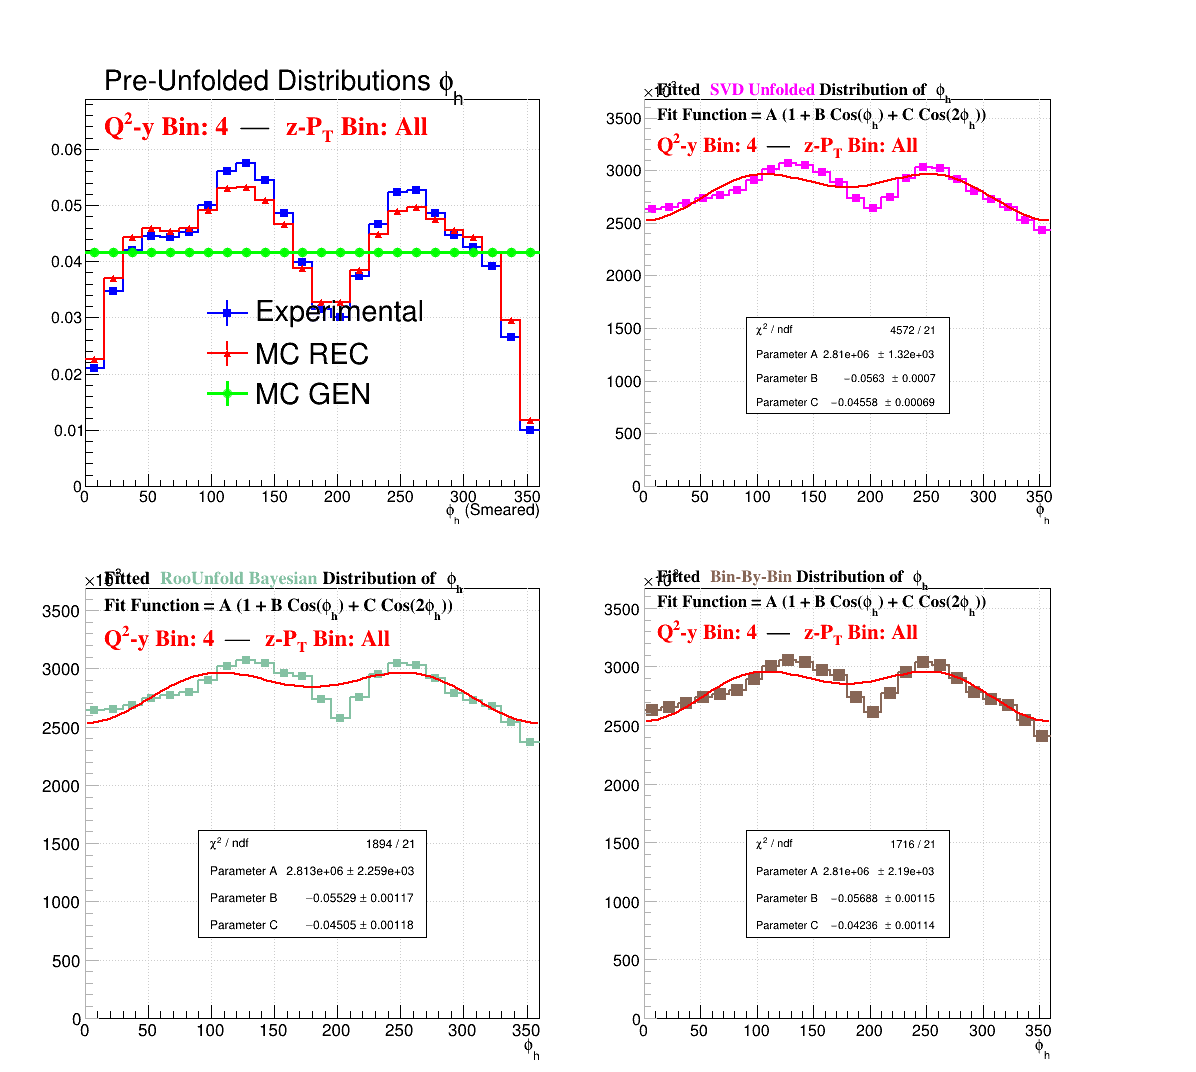 Pre-Unfolded Distributions ϕh
Q²-y Bin: 4 — z-PT Bin: All
0.06
0.05
0.04
0.03
0.02
0.01
0
Experimental
MC REC
MC GEN
0 50 100 150 200 250 300 350
ϕh (Smeared)
Fitted SVD Unfolded Distribution of ϕh
Fit Function = A (1 + B Cos(ϕh) + C Cos(2ϕh))
Q²-y Bin: 4 — z-PT Bin: All
3500
3000
2500
2000
1500
1000
500
0
χ² / ndf 4572 / 21
Parameter A 2.81e+06 ± 1.32e+03
Parameter B −0.0563 ± 0.0007
Parameter C −0.04558 ± 0.00069
0 50 100 150 200 250 300 350
ϕh
Fitted RooUnfold Bayesian Distribution of ϕh
Fit Function = A (1 + B Cos(ϕh) + C Cos(2ϕh))
Q²-y Bin: 4 — z-PT Bin: All
3500
3000
2500
2000
1500
1000
500
0
χ² / ndf 1894 / 21
Parameter A 2.813e+06 ± 2.259e+03
Parameter B −0.05529 ± 0.00117
Parameter C −0.04505 ± 0.00118
0 50 100 150 200 250 300 350
ϕh
Fitted Bin-By-Bin Distribution of ϕh
Fit Function = A (1 + B Cos(ϕh) + C Cos(2ϕh))
Q²-y Bin: 4 — z-PT Bin: All
3500
3000
2500
2000
1500
1000
500
0
χ² / ndf 1716 / 21
Parameter A 2.81e+06 ± 2.19e+03
Parameter B −0.05688 ± 0.00115
Parameter C −0.04236 ± 0.00114
0 50 100 150 200 250 300 350
ϕh